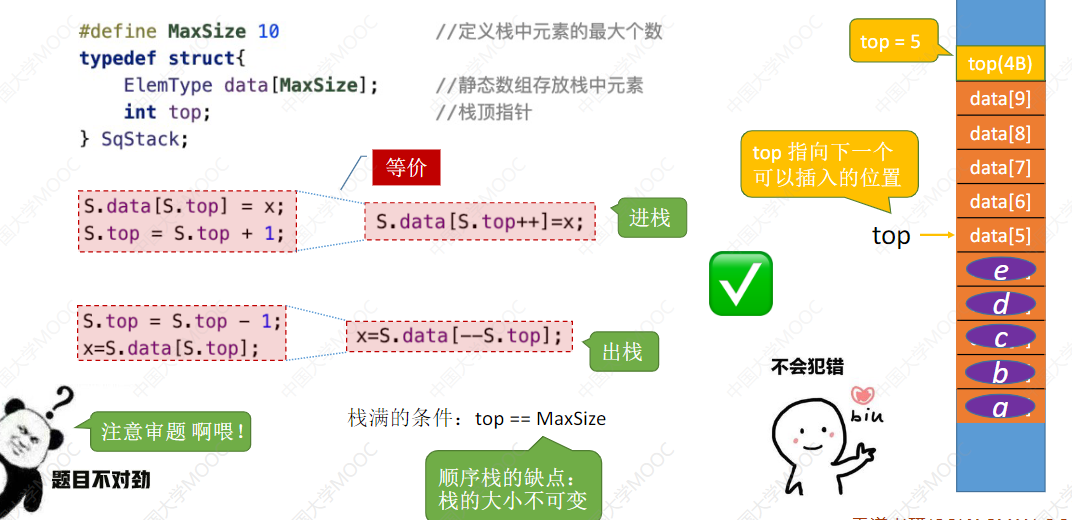 #define MaxSize 10 //定义栈中元素的最大个数
typedef struct{
ElemType data[MaxSize]; //静态数组存放栈中元素
int top; //栈顶指针
} SqStack;
等价
S.data[S.top] = x;
S.top = S.top + 1;
S.data[S.top++]=x;
进栈
S.top = S.top - 1;
x=S.data[S.top];
x=S.data[--S.top];
出栈
注意审题 啊喂！
题目不对劲
栈满的条件：top == MaxSize
顺序栈的缺点：
栈的大小不可变
top = 5
top 指向下一个
可以插入的位置
top
top(4B)
data[9]
data[8]
data[7]
data[6]
data[5]
e
d
c
b
a
不会犯错
biu
中国大学MOOC